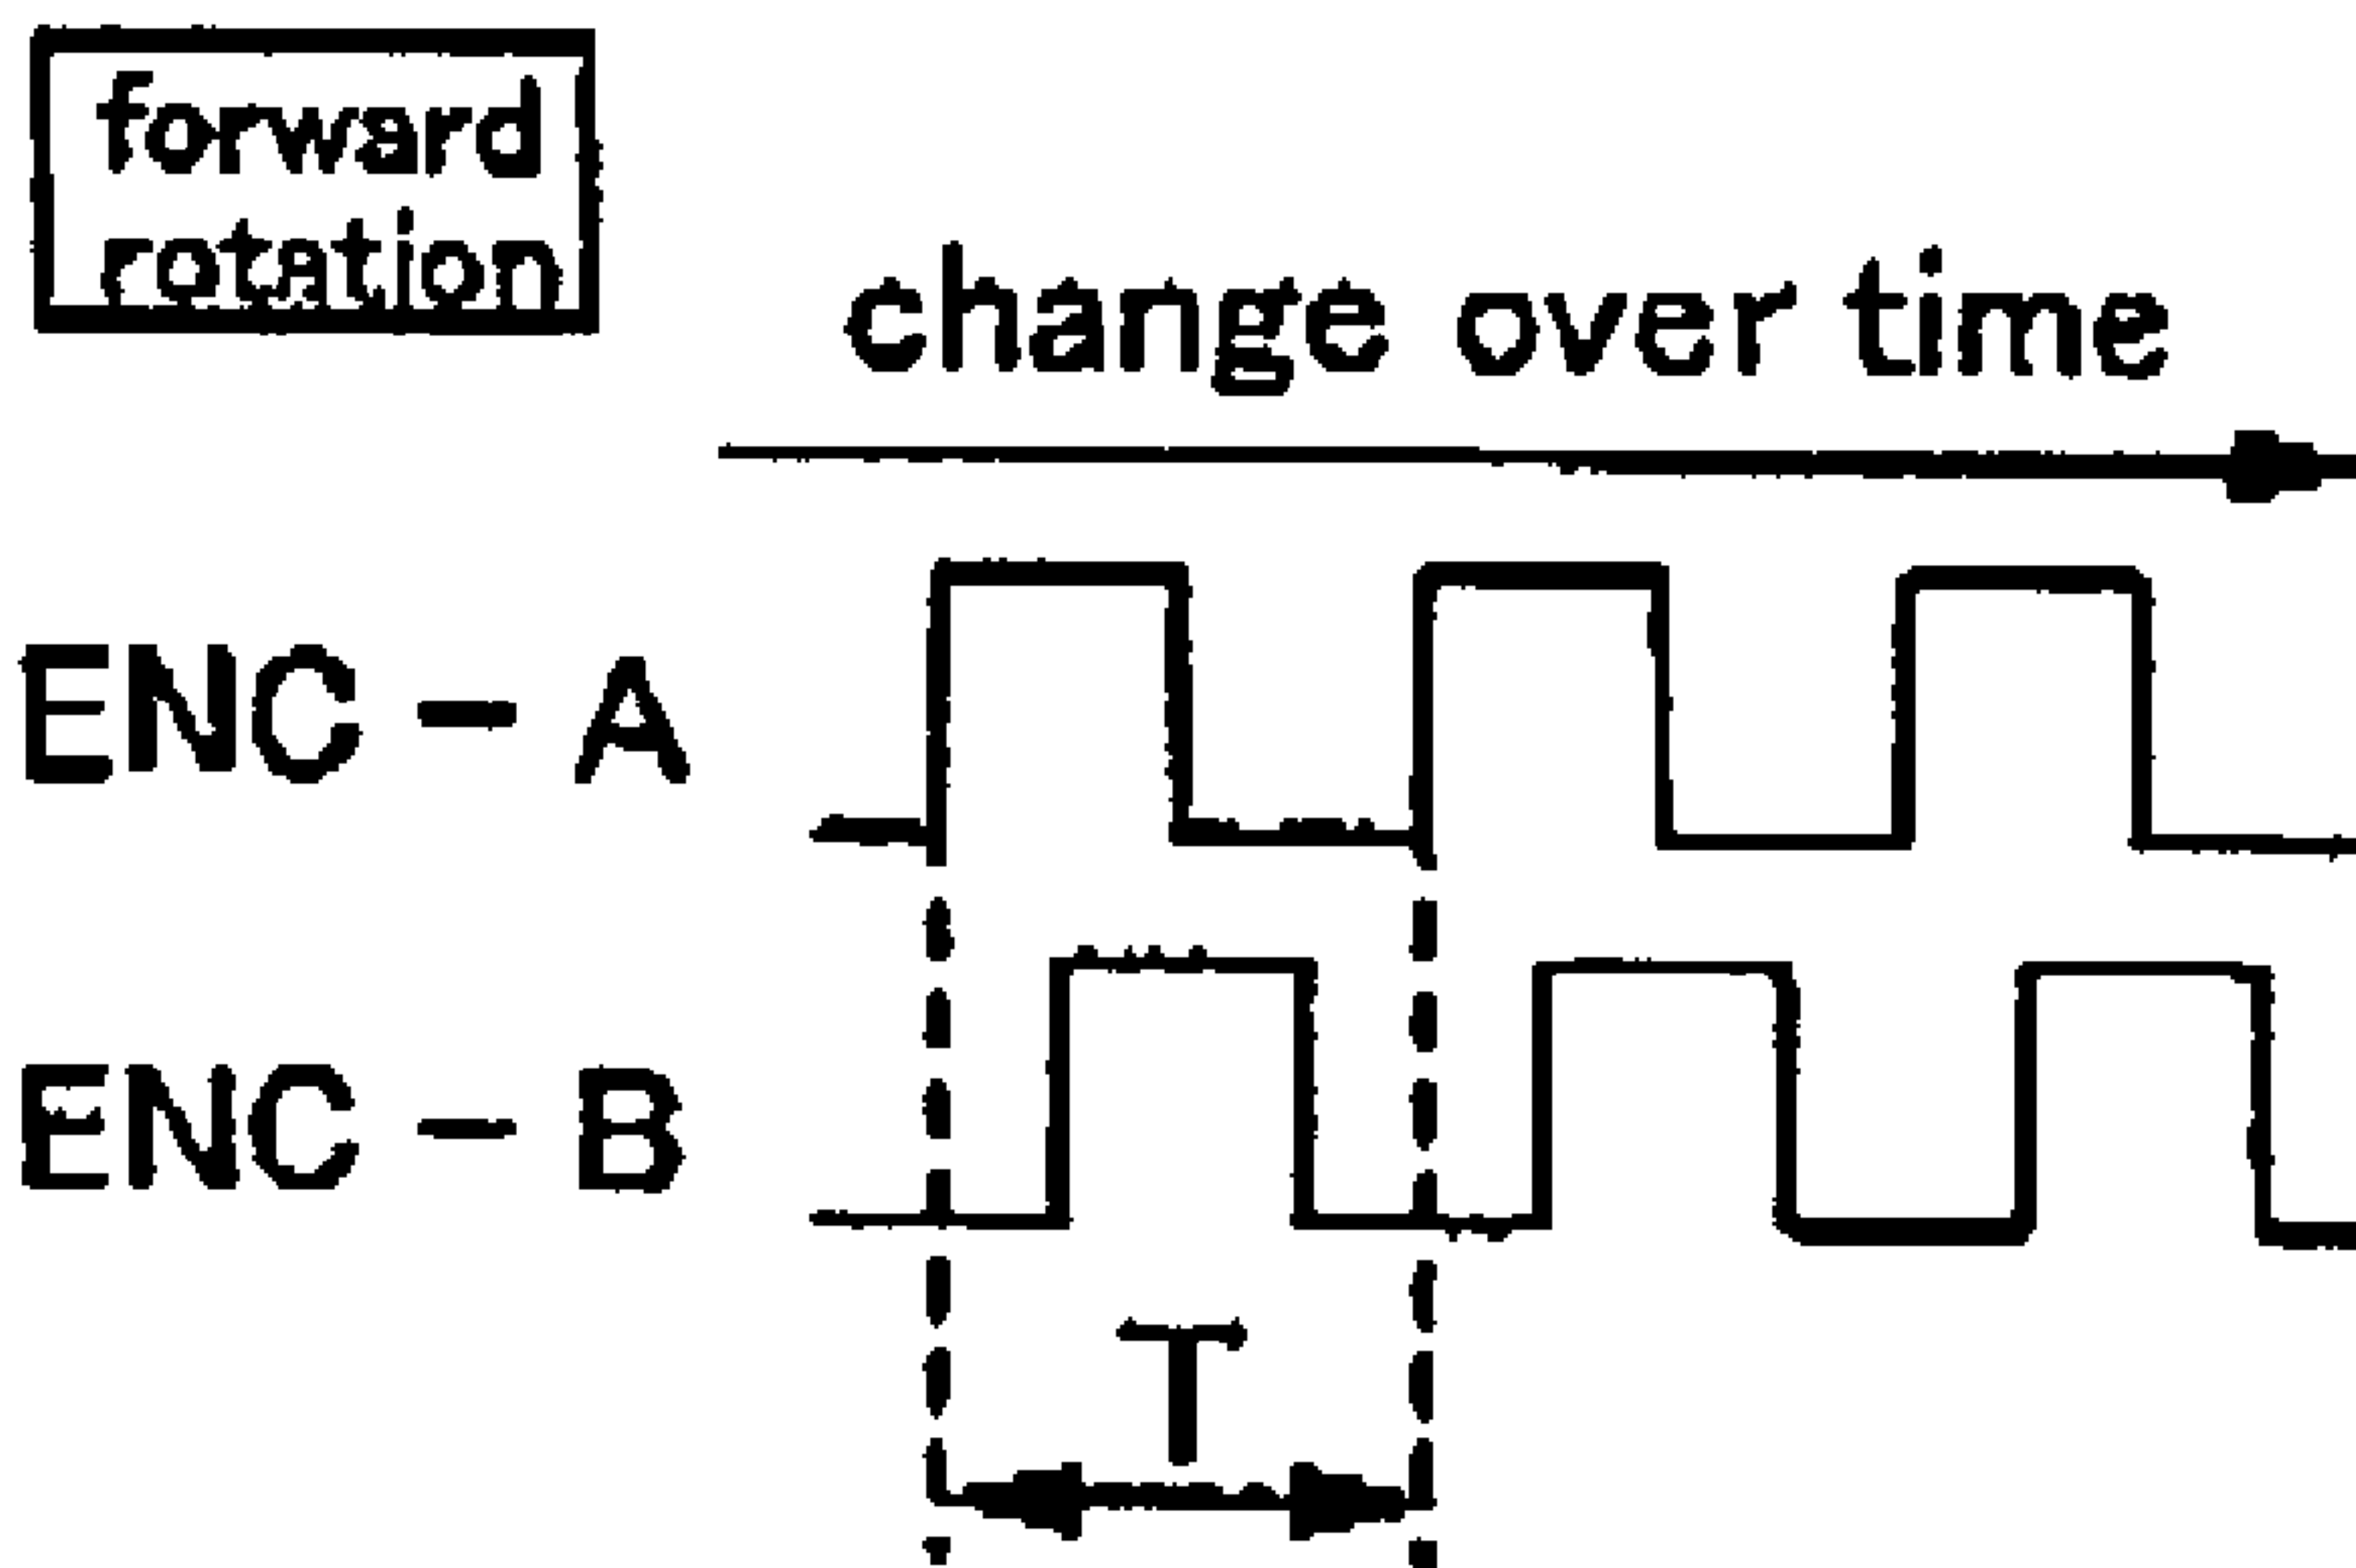 forward
rotation
change over time
ENC - A
ENC - B
T